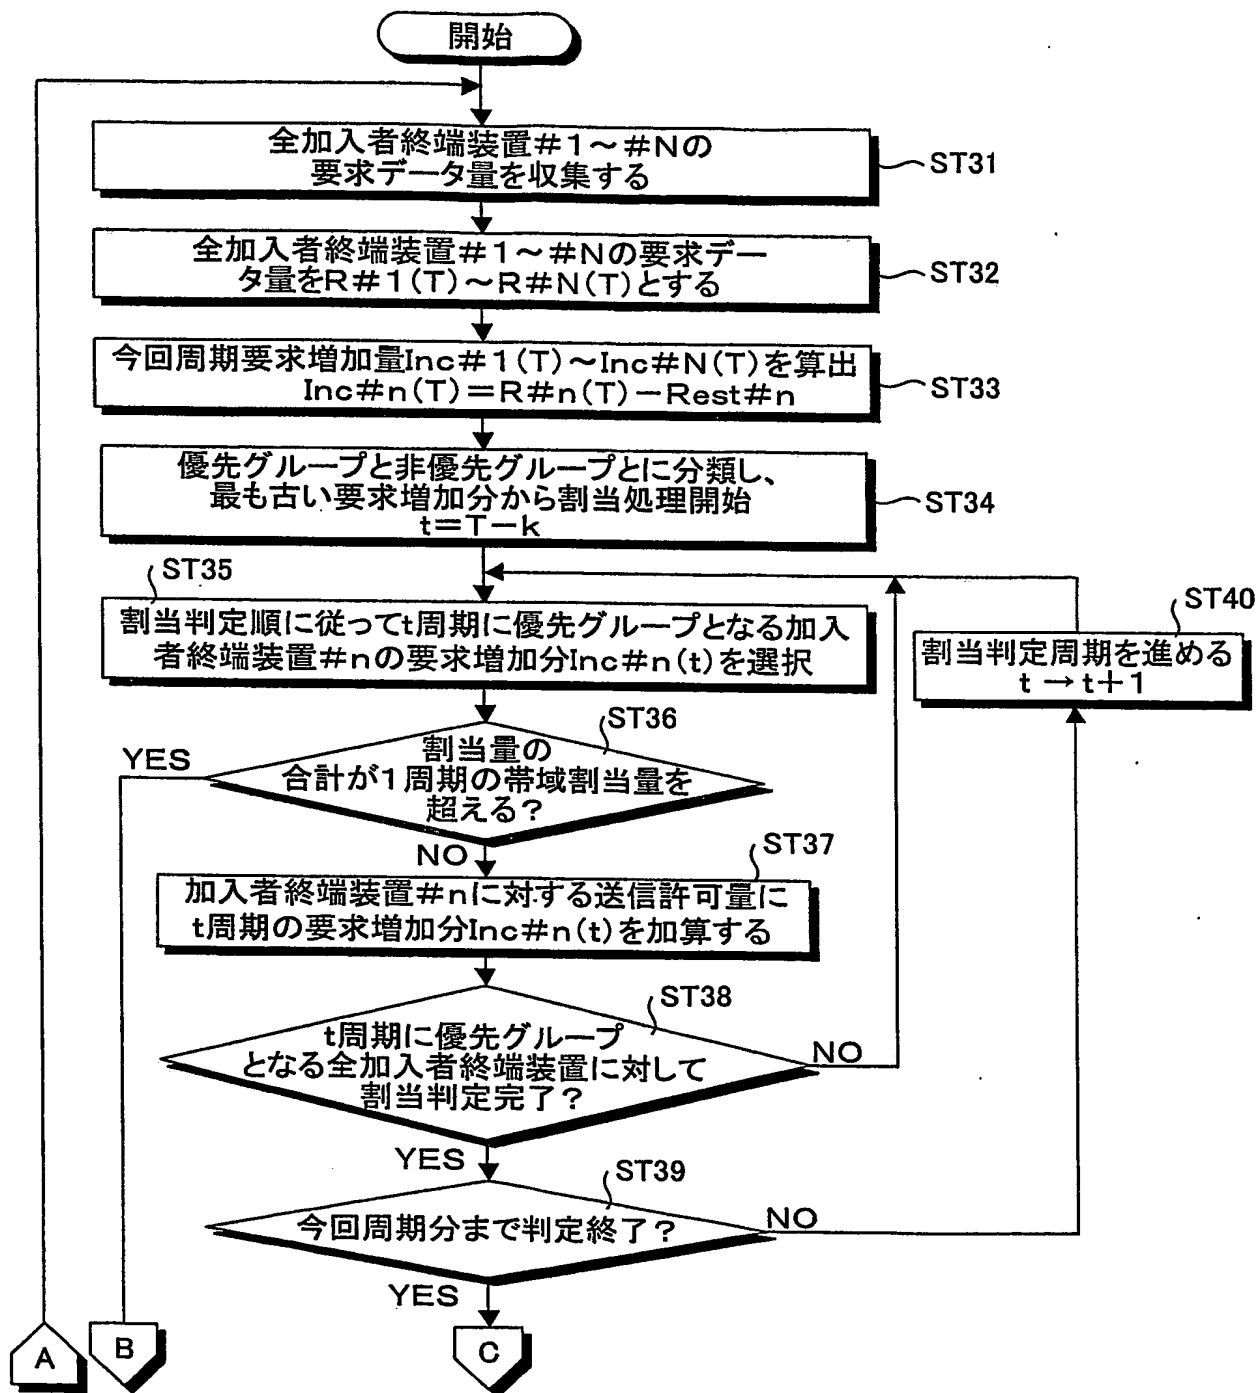 開始
全加入者終端装置#1～#Nの
要求データ量を収集する
ST31
全加入者終端装置#1～#Nの要求デー
タ量をR#1(T)～R#N(T)とする
ST32
今回周期要求増加量Inc#1(T)～Inc#N(T)を算出
Inc#n(T)=R#n(T)-Rest#n
ST33
優先グループと非優先グループとに分類し、
最も古い要求増加分から割当処理開始
t=T-k
ST34
ST35
割当判定順に従ってt周期に優先グループとなる加入
者終端装置#nの要求増加分Inc#n(t)を選択
ST40
割当判定周期を進める
t→t+1
ST36
YES
割当量の
合計が1周期の帯域割当量を
超える?
NO
ST37
加入者終端装置#nに対する送信許可量に
t周期の要求増加分Inc#n(t)を加算する
ST38
t周期に優先グループ
となる全加入者終端装置に対して
割当判定完了?
NO
YES
ST39
今回周期分まで判定終了?
NO
YES
A
B
C